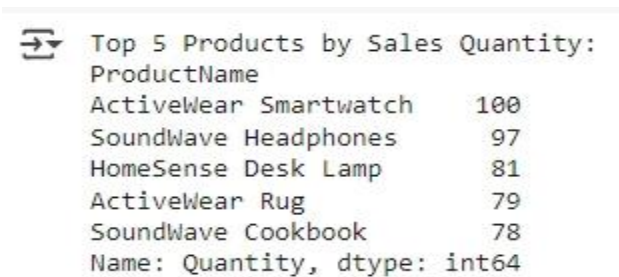 Top 5 Products by Sales Quantity:
ProductName
ActiveWear Smartwatch    100
SoundWave Headphones      97
HomeSense Desk Lamp       81
ActiveWear Rug            79
SoundWave Cookbook        78
Name: Quantity, dtype: int64